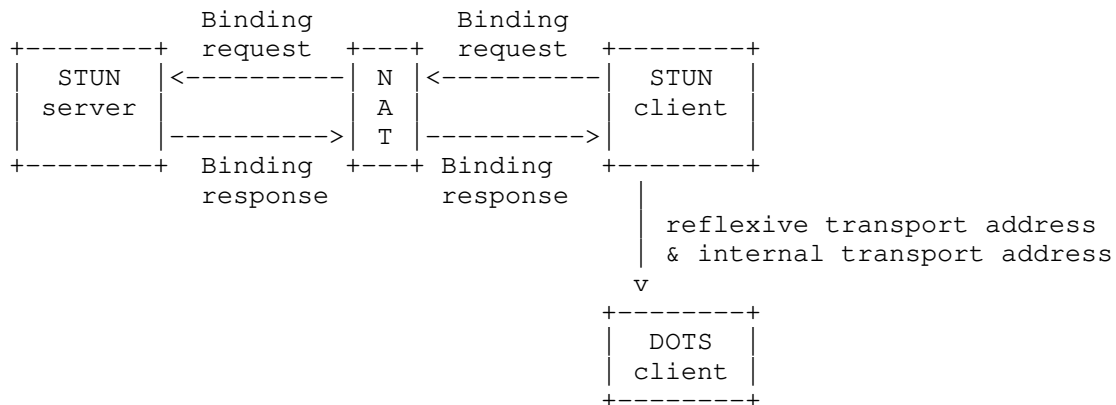 Binding Binding
+--------+ request +---+ request +--------+
| STUN |<----------| N |<----------| STUN |
| server | | A | | client |
| |---------->| T |---------->| |
+--------+ Binding +---+ Binding +--------+
response response |
| reflexive transport address
| & internal transport address
v
+--------+
| DOTS |
| client |
+--------+